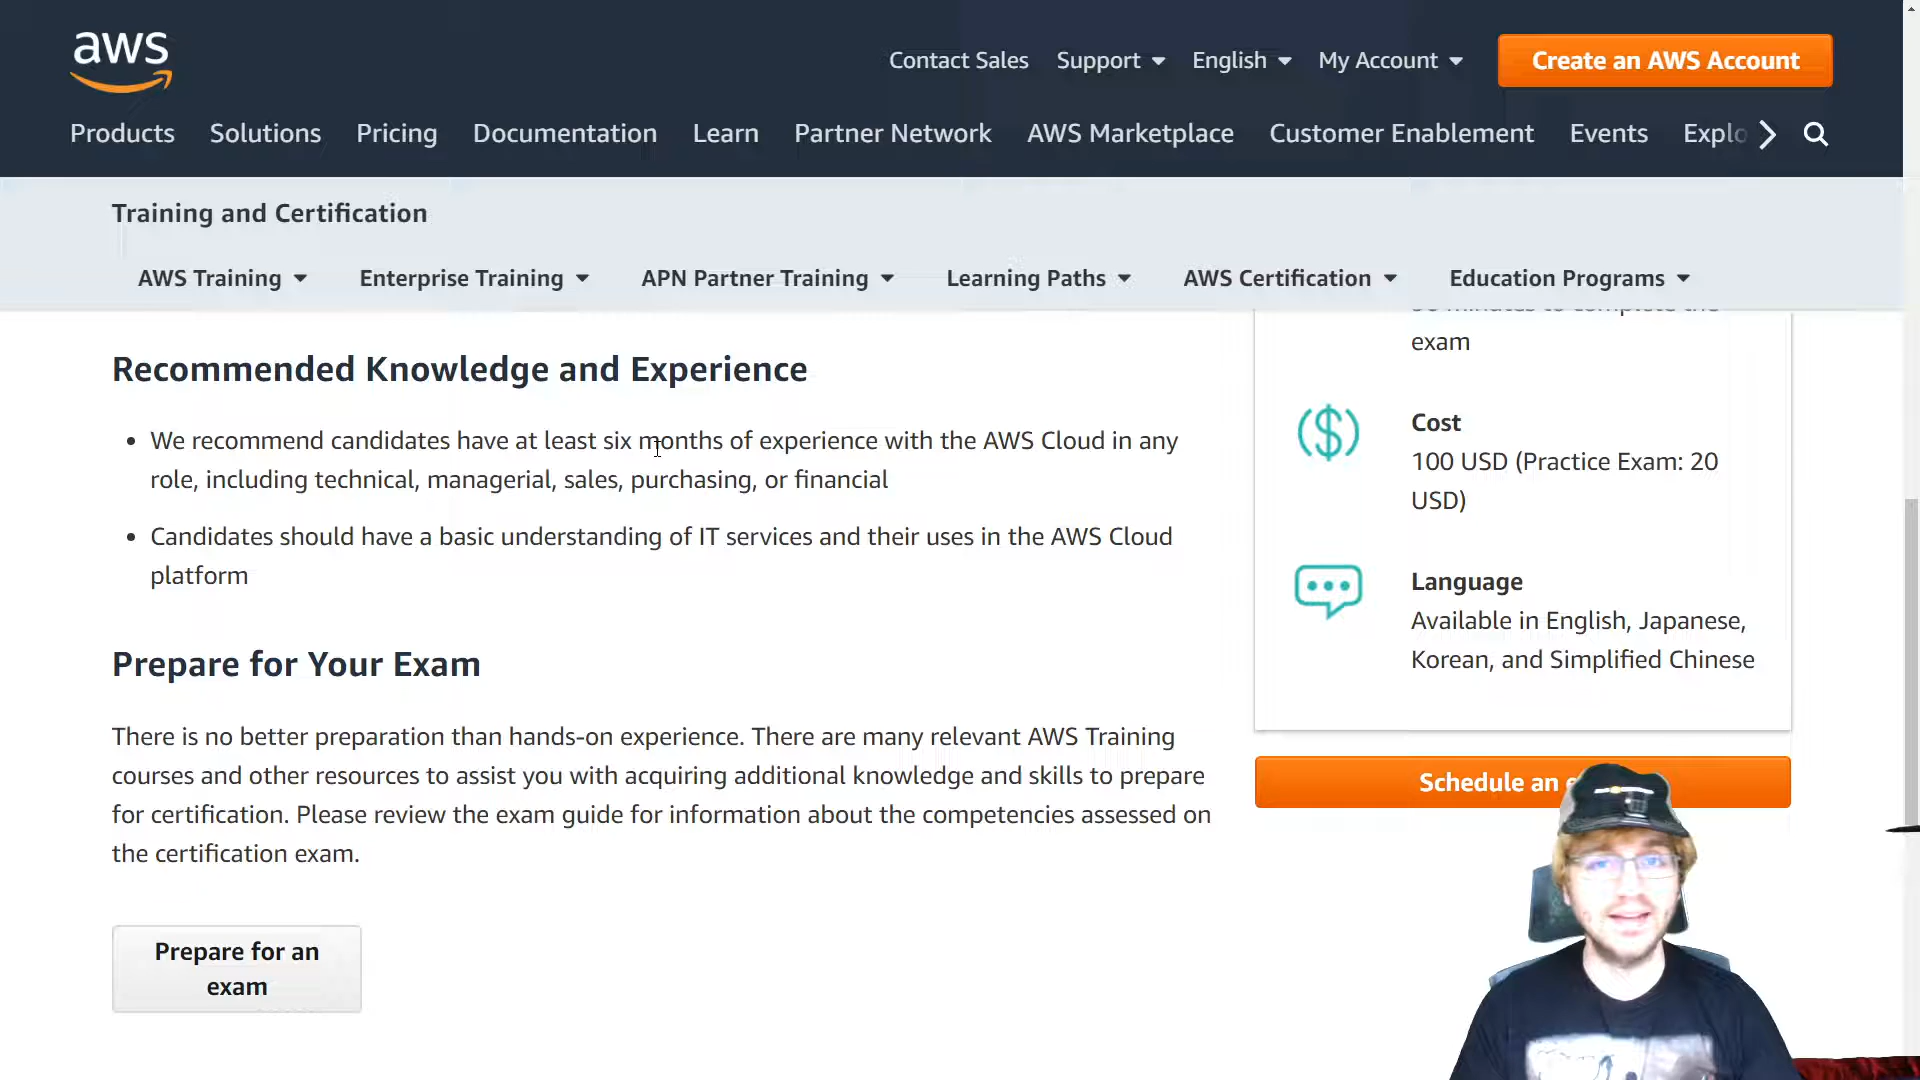 aws
Contact Sales Support English My Account Create an AWS Account
Products Solutions Pricing Documentation Learn Partner Network AWS Marketplace Customer Enablement Events Explo
Training and Certification
AWS Training Enterprise Training APN Partner Training Learning Paths AWS Certification Education Programs
Recommended Knowledge and Experience
We recommend candidates have at least six months of experience with the AWS Cloud in any
role, including technical, managerial, sales, purchasing, or financial
Candidates should have a basic understanding of IT services and their uses in the AWS Cloud
platform
Prepare for Your Exam
There is no better preparation than hands-on experience. There are many relevant AWS Training
courses and other resources to assist you with acquiring additional knowledge and skills to prepare
for certification. Please review the exam guide for information about the competencies assessed on
the certification exam.
Prepare for an
exam
minutes to complete the
exam
Cost
100 USD (Practice Exam: 20
USD)
Language
Available in English, Japanese,
Korean, and Simplified Chinese
Schedule an